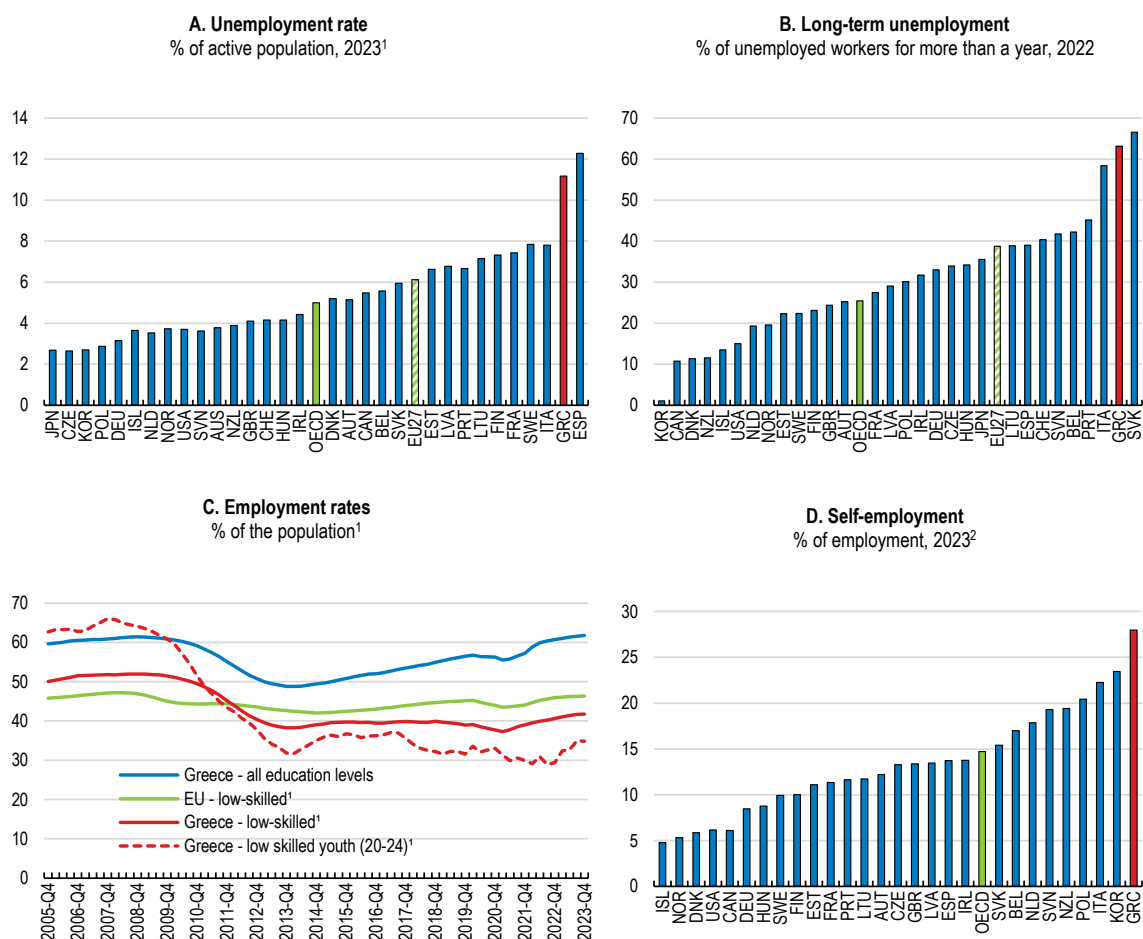 A. Unemployment rate
% of active population, 2023¹
14
12
10
8
6
4
2
0
JPN CZE KOR POL DEU ISL NLD NOR USA SVN AUS NZL GBR CHE HUN IRL OECD DNK AUT CAN BEL SVK EU27 EST LVA PRT LTU FIN FRA SWE ITA GRC ESP
B. Long-term unemployment
% of unemployed workers for more than a year, 2022
70
60
50
40
30
20
10
0
KOR CAN DNK NZL ISL USA NLD NOR EST SWE FIN GBR AUT OECD FRA LVA POL IRL DEU CZE HUN JPN EU27 LTU ESP CHE SVN BEL PRT ITA GRC SVK
C. Employment rates
% of the population¹
70
60
50
40
30
20
10
0
Greece - all education levels
EU - low-skilled¹
Greece - low-skilled¹
Greece - low skilled youth (20-24)¹
2005-Q4 2006-Q4 2007-Q4 2008-Q4 2009-Q4 2010-Q4 2011-Q4 2012-Q4 2013-Q4 2014-Q4 2015-Q4 2016-Q4 2017-Q4 2018-Q4 2019-Q4 2020-Q4 2021-Q4 2022-Q4 2023-Q4
D. Self-employment
% of employment, 2023²
30
25
20
15
10
5
0
ISL NOR DNK USA CAN DEU HUN SWE FIN EST FRA PRT LTU AUT CZE GBR LVA ESP IRL OECD SVK BEL NLD SVN NZL POL ITA KOR GRC